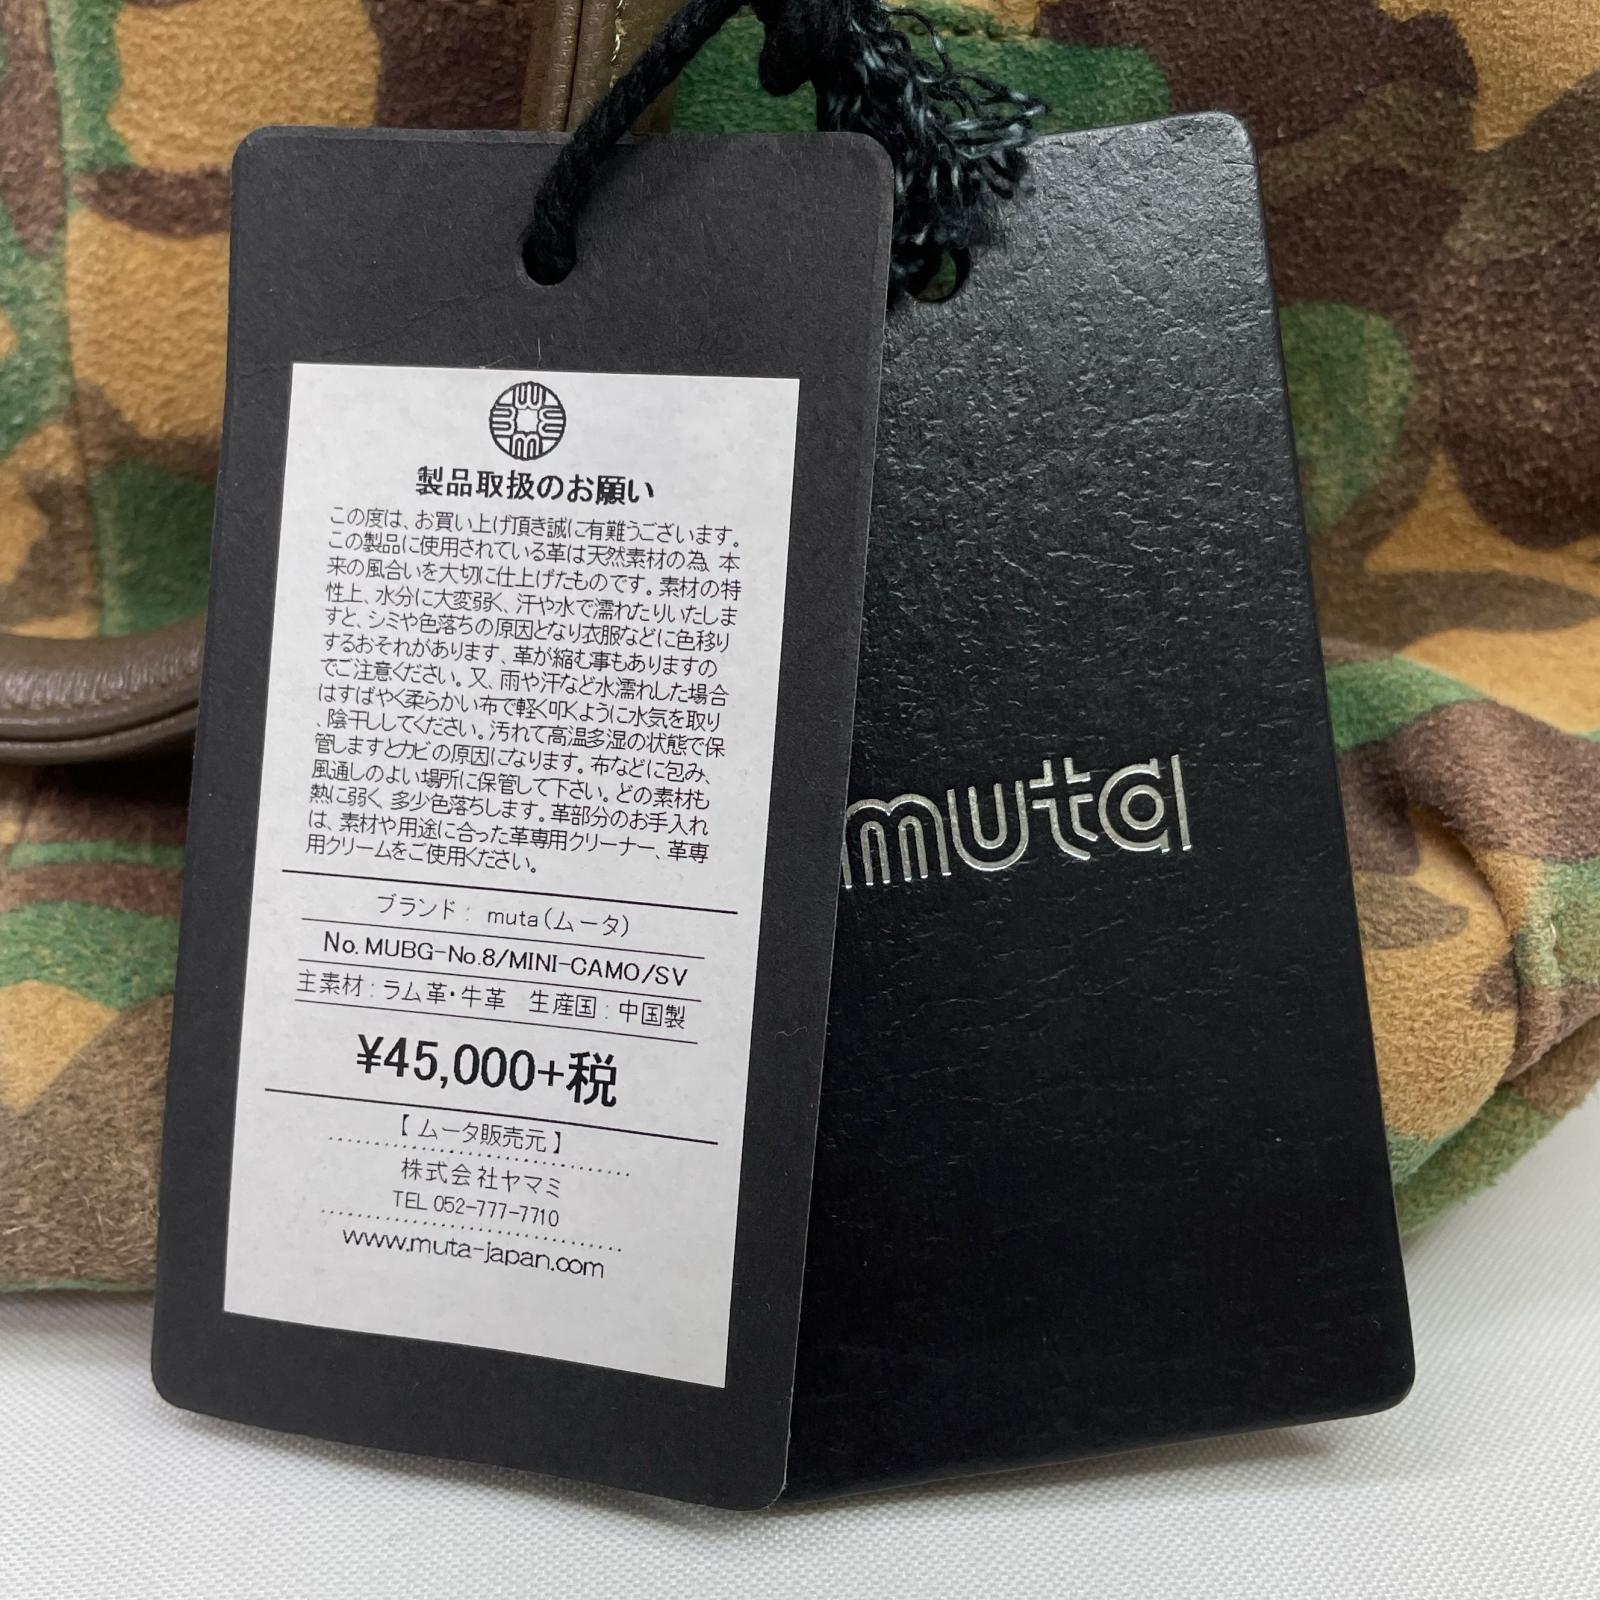 製品取扱のお願い
この度は、お買い上げ頂き誠に有難うございます。
この製品に使用されている革は天然素材の為、本
来の風合いを大切に仕上げたものです。素材の特
性上、水分に大変弱く、汗や水で濡れたりいたしま
すと、シミや色落ちの原因となり衣服などに色移り
するおそれがあります、革が縮む事もありますの
でご注意ください。又、雨や汗など水濡れした場合
はすばやく柔らかい布で軽く叩くように水気を取り
、陰干ししてください。汚れて高温多湿の状態で保
管しますとカビの原因になります。布などに包み、
風通しのよい場所に保管して下さい。どの素材も
熱に弱く、多少色落ちします。革部分のお手入れ
は、素材や用途に合った革専用クリーナー、革専
用クリームをご使用ください。
ブランド： muta（ムータ）
No. MUBG-No.8/MINI-CAMO/SV
主素材：ラム革・牛革　生産国：中国製
¥45,000+税
【ムータ販売元】
株式会社ヤマミ
TEL 052-777-7710
www.muta-japan.com
muta